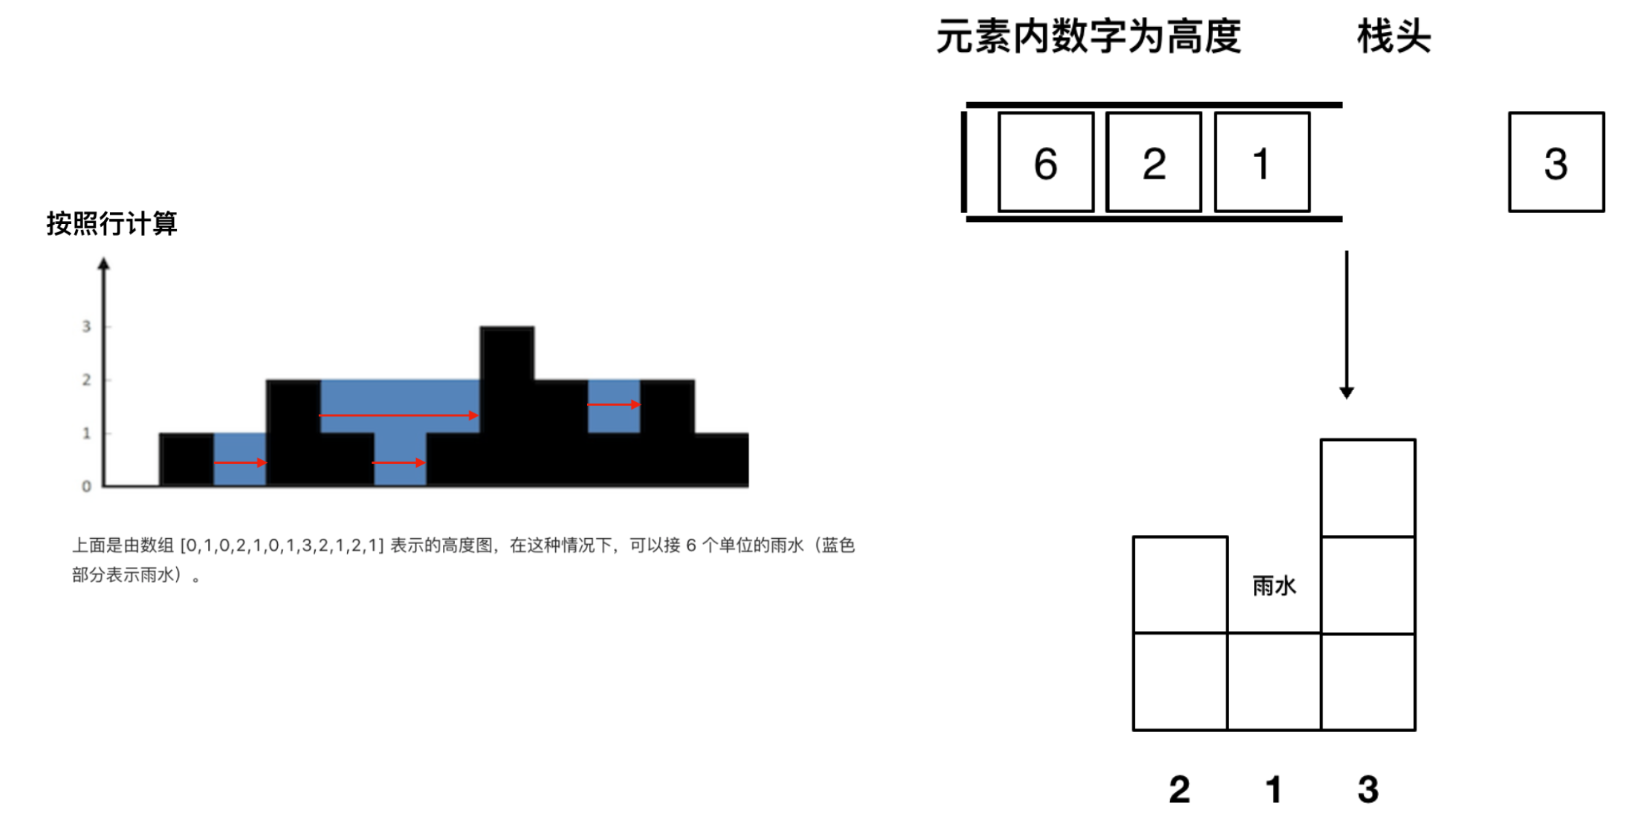 元素内数字为高度
栈头
6 2 1
3
按照行计算
3
2
1
0
上面是由数组 [0,1,0,2,1,0,1,3,2,1,2,1] 表示的高度图，在这种情况下，可以接 6 个单位的雨水（蓝色
部分表示雨水）。
雨水
2 1 3